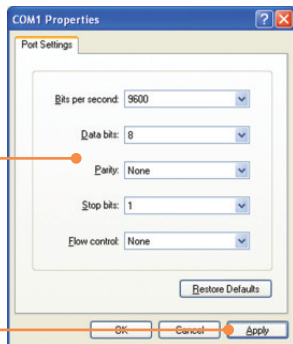 COM1 Properties
Port Settings
Bits per second: 9600
Data bits: 8
Parity: None
Stop bits: 1
Flow control: None
Restore Defaults
OK Cancel Apply